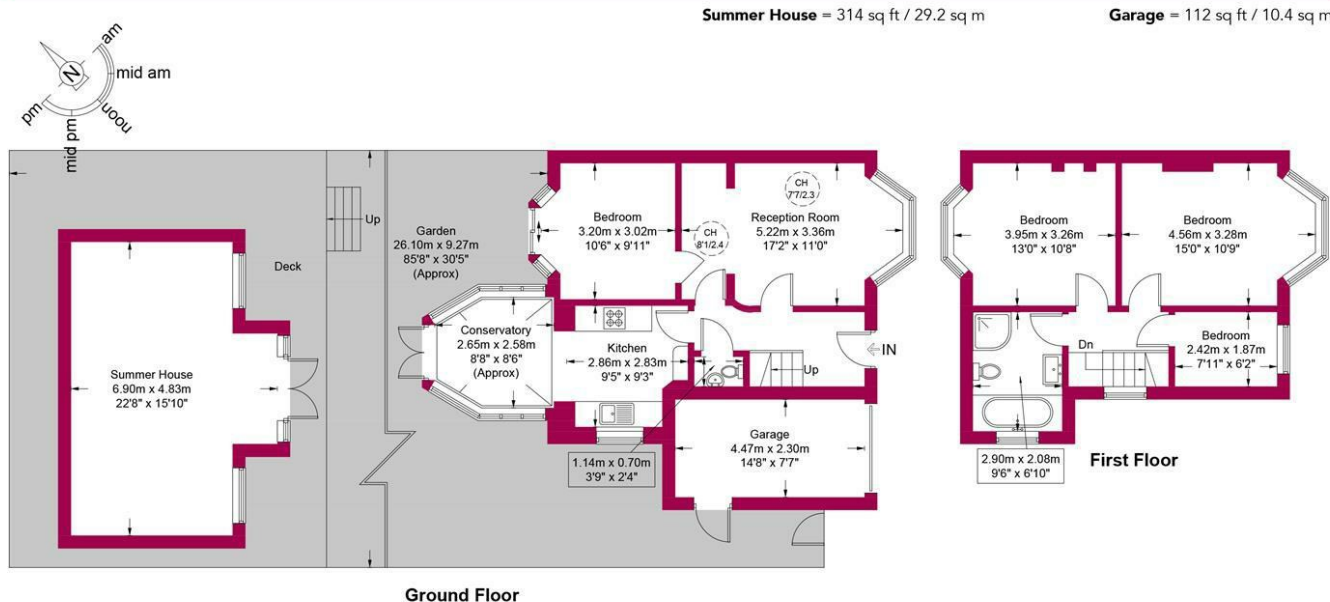 Summer House = 314 sq ft / 29.2 sq m
Garage = 112 sq ft / 10.4 sq m
N
am
mid am
noon
mid pm
pm
Up
Deck
Garden
26.10m x 9.27m
85'8" x 30'5"
(Approx)
Bedroom
3.20m x 3.02m
10'6" x 9'11"
CH
7'7/2.3
Reception Room
5.22m x 3.36m
17'2" x 11'0"
CH
8'1/2.4
Bedroom
3.95m x 3.26m
13'0" x 10'8"
Bedroom
4.56m x 3.28m
15'0" x 10'9"
Conservatory
2.65m x 2.58m
8'8" x 8'6"
(Approx)
Kitchen
2.86m x 2.83m
9'5" x 9'3"
IN
Up
Dn
Bedroom
2.42m x 1.87m
7'11" x 6'2"
Summer House
6.90m x 4.83m
22'8" x 15'10"
Garage
4.47m x 2.30m
14'8" x 7'7"
1.14m x 0.70m
3'9" x 2'4"
2.90m x 2.08m
9'6" x 6'10"
First Floor
Ground Floor